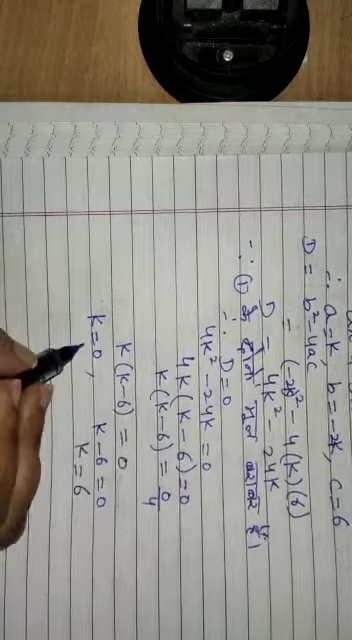 ∴ a=k, b=-2k, c=6
D = b²-4ac
= (-2k)² - 4(k)(6)
D = 4k² - 24k
∵ ① के दोनों मूल बराबर हैं।
∴ D=0
4k² - 24k = 0
4k(k-6)=0
k(k-6) = 0/4
k(k-6) = 0
k=0, k-6=0
k=6